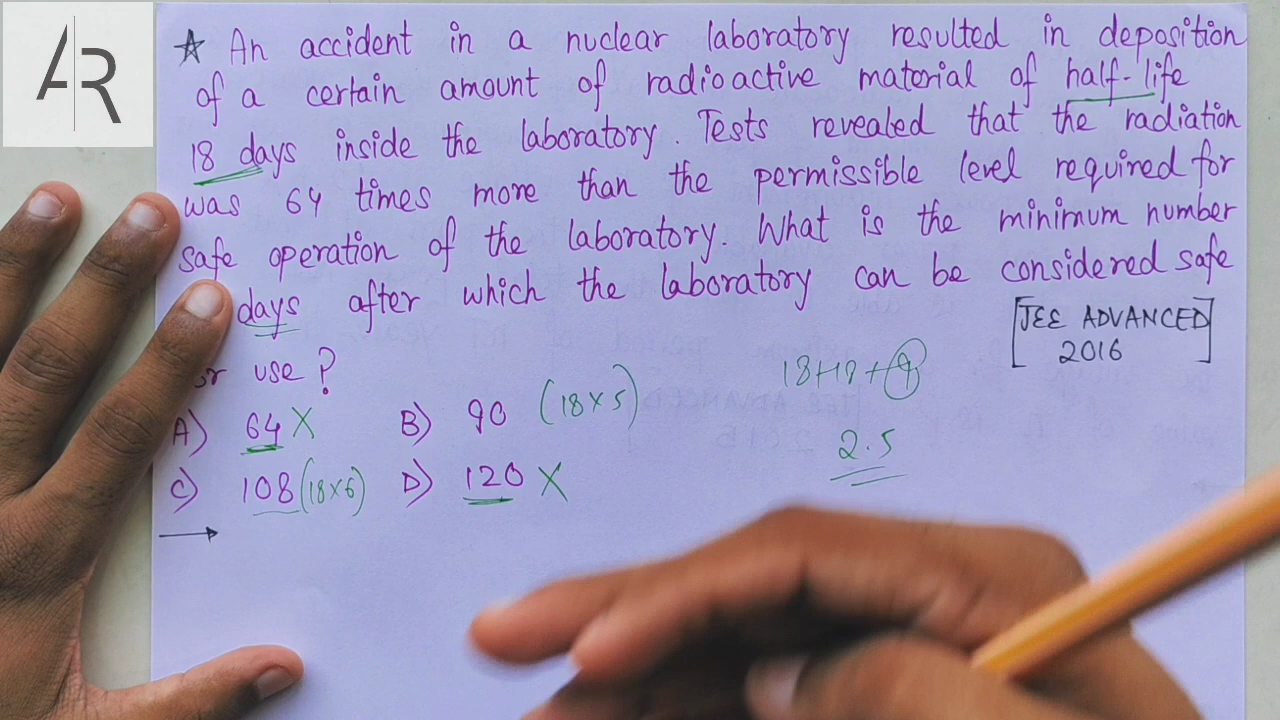 AR
☆ An accident in a nuclear laboratory resulted in deposition
of a certain amount of radioactive material of half-life
18 days inside the laboratory. Tests revealed that the radiation
was 64 times more than the permissible level required for
safe operation of the laboratory. What is the minimum number
days after which the laboratory can be considered safe
use?
[JEE ADVANCED
2016]
18+18+9
A) 64 X B) 90 (18×5)
2.5
C) 108 (18×6) D) 120 X
→